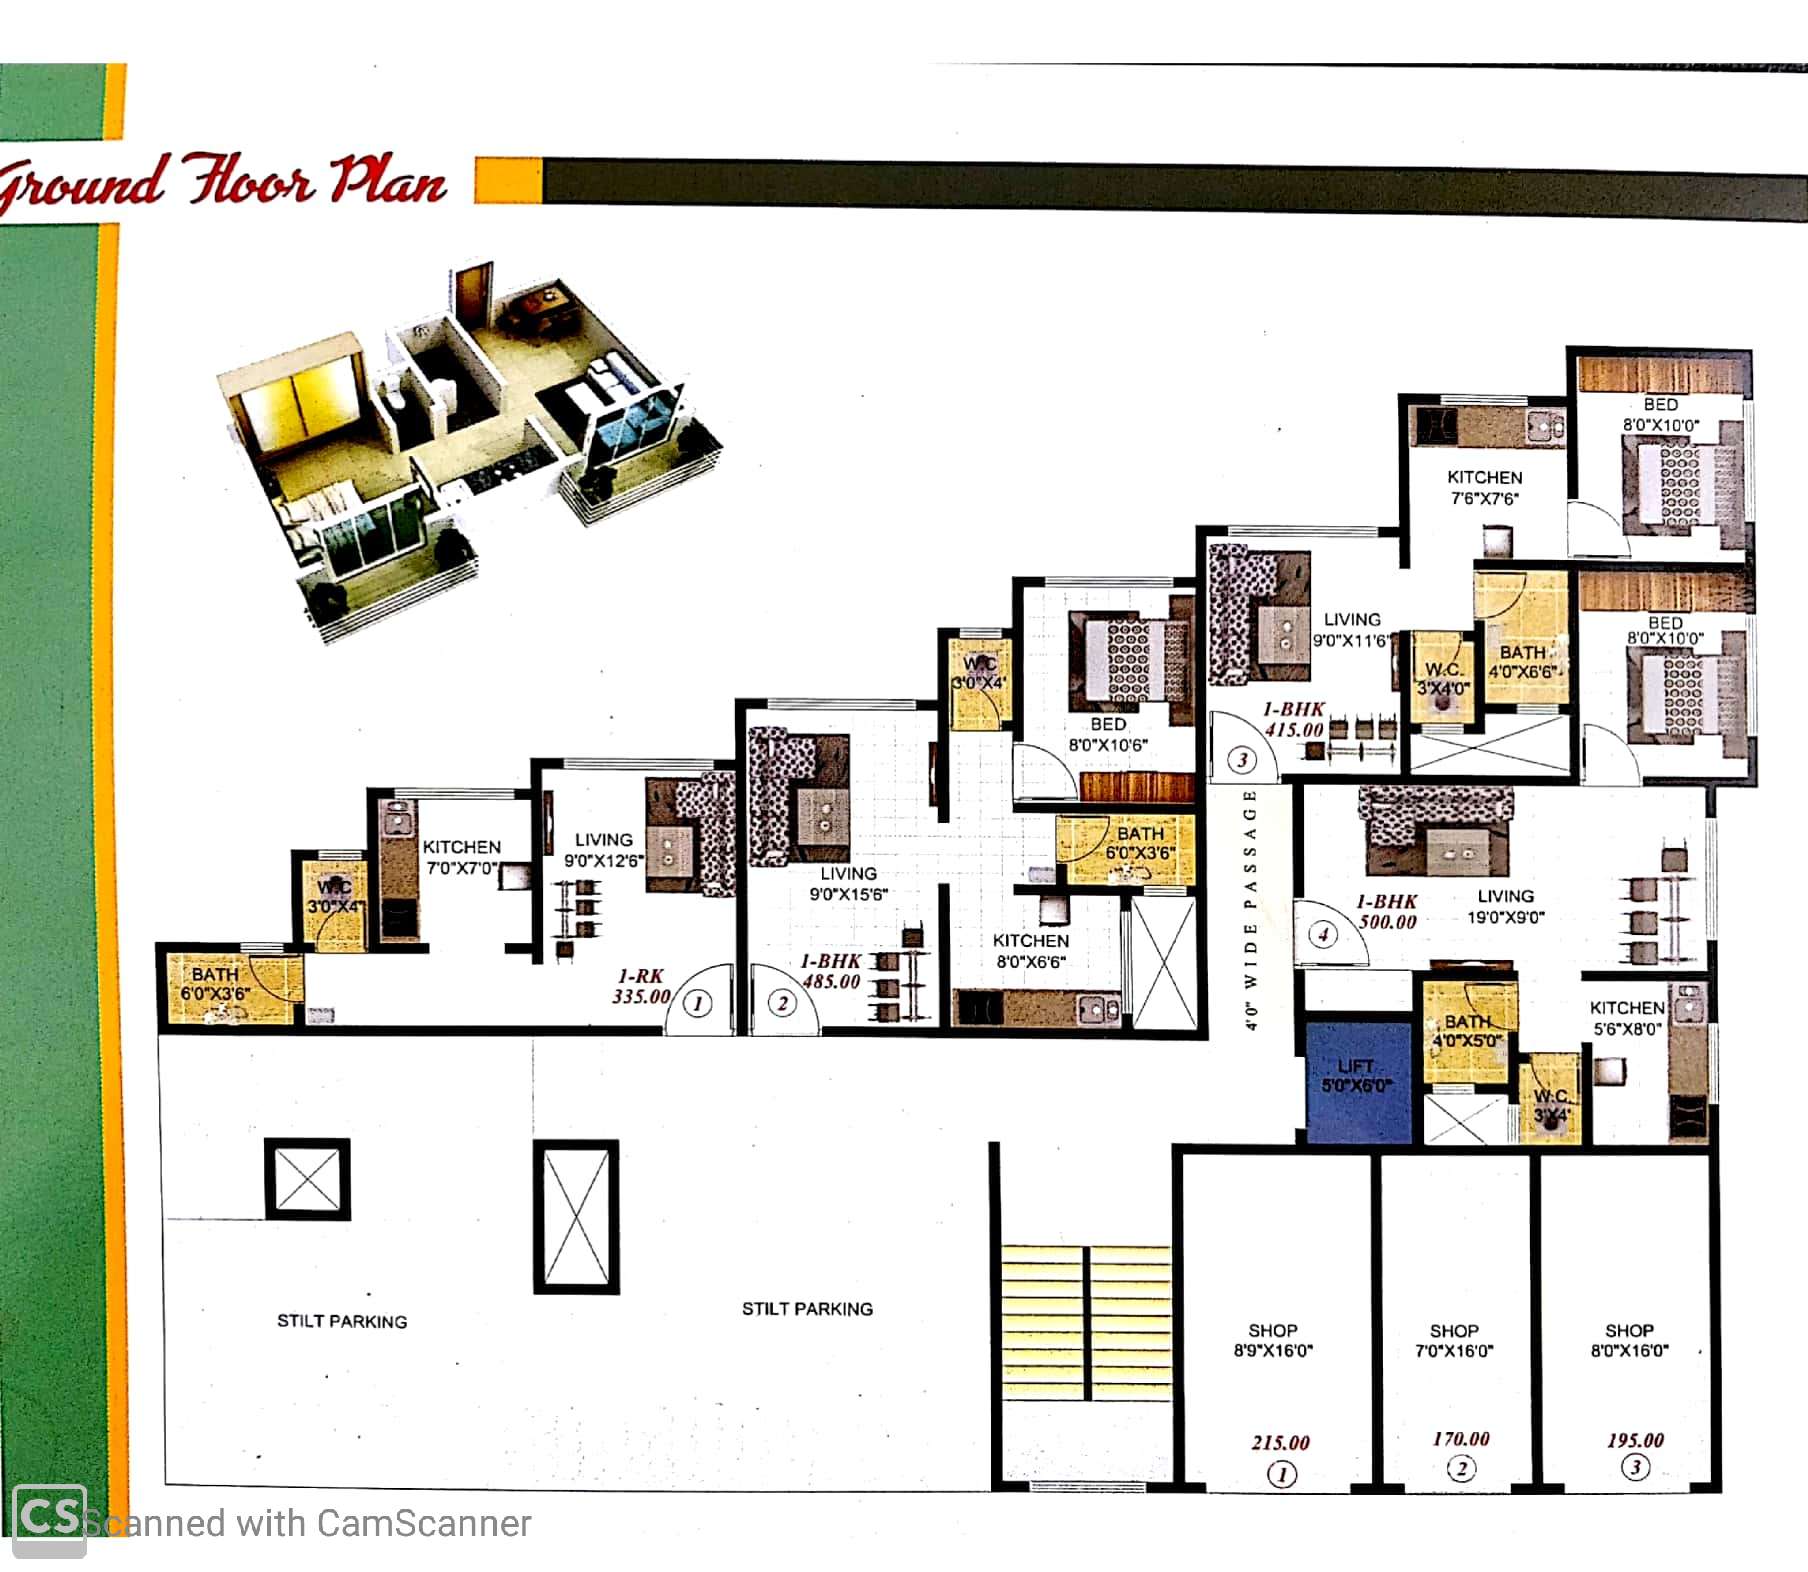 Ground Floor Plan
BED
8'0"X10'0"
KITCHEN
7'6"X7'6"
LIVING
9'0"X11'6"
BED
8'0"X10'0"
BATH
4'0"X6'6"
W.C.
3'X4'0"
1-BHK
415.00
3
W.C
3'0"X4'
BED
8'0"X10'6"
BATH
6'0"X3'6"
LIVING
9'0"X15'6"
KITCHEN
8'0"X6'6"
1-BHK
485.00
2
KITCHEN
7'0"X7'0"
LIVING
9'0"X12'6"
W.C
3'0"X4'
BATH
6'0"X3'6"
1-RK
335.00
1
4'0" WIDE PASSAGE
1-BHK
500.00
4
LIVING
19'0"X9'0"
KITCHEN
5'6"X8'0"
BATH
4'0"X5'0"
W.C.
3'X4'
LIFT
5'0"X6'0"
STILT PARKING
STILT PARKING
SHOP
8'9"X16'0"
215.00
1
SHOP
7'0"X16'0"
170.00
2
SHOP
8'0"X16'0"
195.00
3
CS Scanned with CamScanner